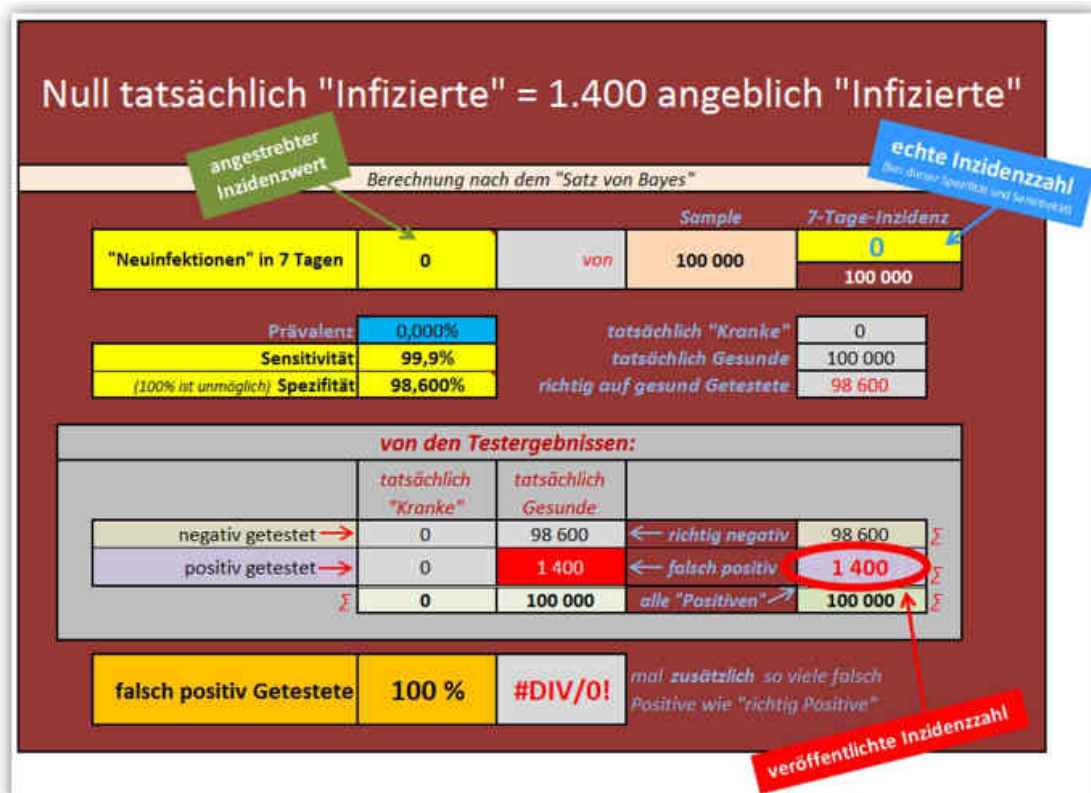 Null tatsächlich "Infizierte" = 1.400 angeblich "Infizierte"
angestrebter
Inzidenzwert
echte Inzidenzzahl
(bei dieser Spezifität und Sensitivität)
Berechnung nach dem "Satz von Bayes"
Sample 7-Tage-Inzidenz
"Neuinfektionen" in 7 Tagen 0 von 100 000 0
100 000
Prävalenz 0,000% tatsächlich "Kranke" 0
Sensitivität 99,9% tatsächlich Gesunde 100 000
(100% ist unmöglich) Spezifität 98,600% richtig auf gesund Getestete 98 600
von den Testergebnissen:
tatsächlich tatsächlich
"Kranke" Gesunde
negativ getestet 0 98 600 richtig negativ 98 600 Σ
positiv getestet 0 1 400 falsch positiv 1 400 Σ
Σ 0 100 000 alle "Positiven" 100 000 Σ
falsch positiv Getestete 100 % #DIV/0! mal zusätzlich so viele falsch
Positive wie "richtig Positive"
veröffentlichte Inzidenzzahl